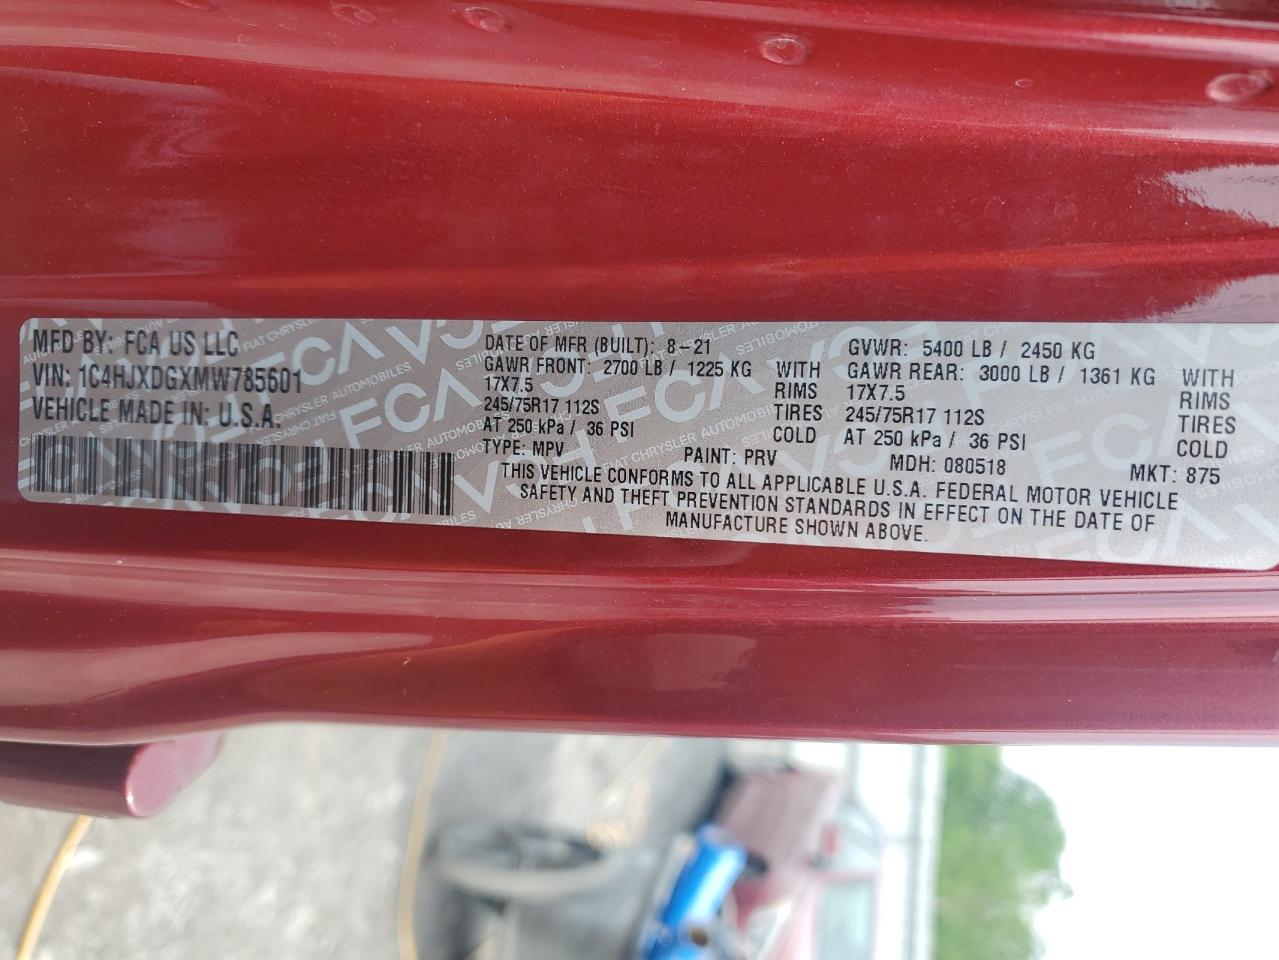 MFD BY: FCA US LLC
VIN: 1C4HJXDGXMW785601
VEHICLE MADE IN: U.S.A.
DATE OF MFR (BUILT): 8-21
GAWR FRONT: 2700 LB / 1225 KG WITH
17X7.5 RIMS
245/75R17 112S TIRES
AT 250 kPa / 36 PSI COLD
GVWR: 5400 LB / 2450 KG
GAWR REAR: 3000 LB / 1361 KG WITH
17X7.5 RIMS
245/75R17 112S TIRES
AT 250 kPa / 36 PSI COLD
TYPE: MPV PAINT: PRV MDH: 080518 MKT: 875
THIS VEHICLE CONFORMS TO ALL APPLICABLE U.S.A. FEDERAL MOTOR VEHICLE
SAFETY AND THEFT PREVENTION STANDARDS IN EFFECT ON THE DATE OF
MANUFACTURE SHOWN ABOVE.